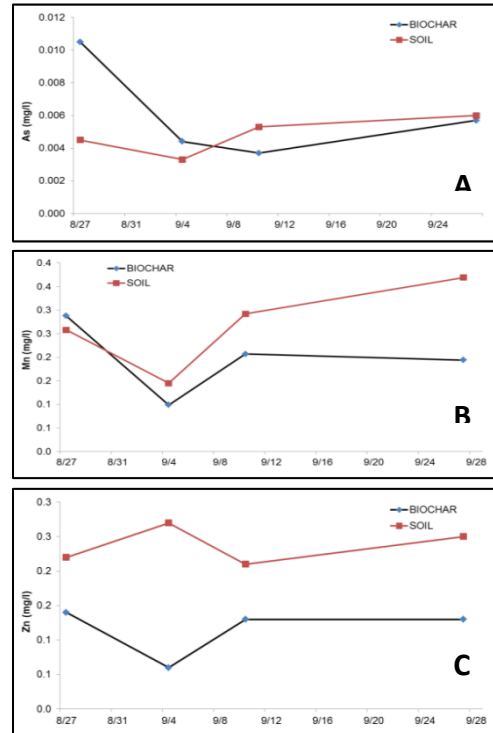 0.012
0.010
0.008
0.006
0.004
0.002
0.000
As (mg/l)
BIOCHAR
SOIL
A
8/27 8/31 9/4 9/8 9/12 9/16 9/20 9/24
0.4
0.4
0.3
0.3
0.2
0.2
0.1
0.1
0.0
Mn (mg/l)
BIOCHAR
SOIL
B
8/27 8/31 9/4 9/8 9/12 9/16 9/20 9/24 9/28
0.3
0.3
0.2
0.2
0.1
0.1
0.0
Zn (mg/l)
BIOCHAR
SOIL
C
8/27 8/31 9/4 9/8 9/12 9/16 9/20 9/24 9/28